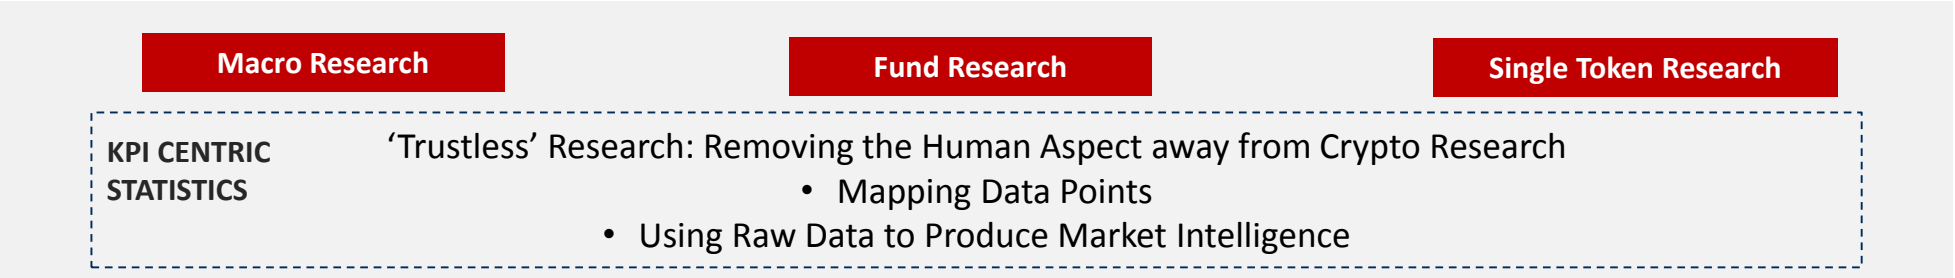 Macro Research
Fund Research
Single Token Research
KPI CENTRIC
STATISTICS
‘Trustless’ Research: Removing the Human Aspect away from Crypto Research
• Mapping Data Points
• Using Raw Data to Produce Market Intelligence